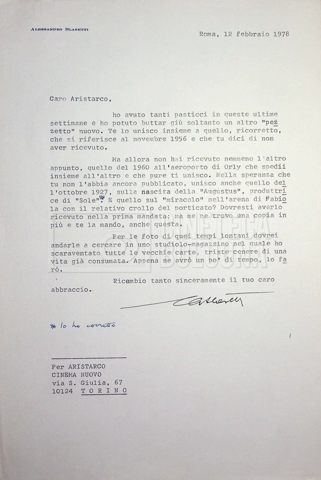 ALESSANDRO BLASETTI
Roma, 12 Febbraio 1978
Caro Aristarco,
ho avuto tanti pasticci in queste ultime
settimane e ho potuto buttar giù soltanto un altro "pez
zetto" nuovo. Te lo unisco insieme a quello, ricorretto,
che si riferisce al novembre 1956 e che tu dici di non
aver ricevuto.
Ma allora non hai ricevuto nemmeno l'altro
appunto, quello del 1960 all'aeroporto di Orly che spedii
insieme all'altro e che pure ti unisco. Nella speranza che
tu non l'abbia ancora pubblicato, unisco anche quello del
l'ottobre 1927, sulla nascita della "Augustus", produttri
ce di "Sole". E quello sul "miracolo" nell'arena di Fabio
la con il relativo crollo del porticato? Dovresti averlo
ricevuto nella prima mandata; ma se ne trovo una copia in
più e te la mando, anche questa.
Per le foto di quei tempi lontani dovrei
andarle a cercare in uno studiolo-magazzino nel quale ho
scaraventato tutte le vecchie carte, triste cenere di una
vita già consumata. Appena ne avrò un po' di tempo, lo fa
rò.
Ricambio tanto sinceramente il tuo caro
abbraccio.
* lo ho
Per ARISTARCO
CINEMA NUOVO
via S. Giulia, 67
10124 TORINO
CINETECA
BOLOGNA